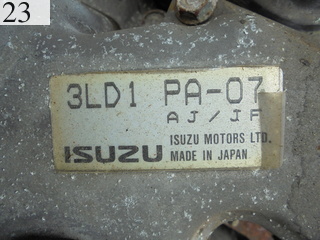 23
3LD1 PA-07
AJ/JF
ISUZU MOTORS LTD.
ISUZU MADE IN JAPAN